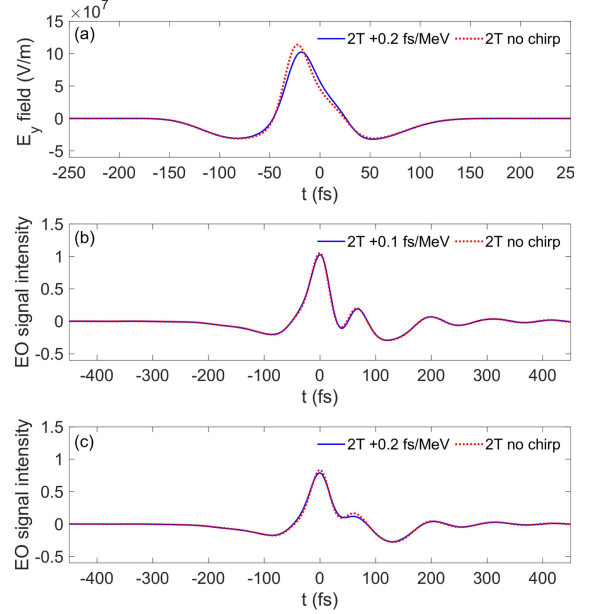 ×10⁷
(a)
2T +0.2 fs/MeV
2T no chirp
E_y field (V/m)
15
10
5
0
-5
-250 -200 -150 -100 -50 0 50 100 150 200 250
t (fs)
(b)
2T +0.1 fs/MeV
2T no chirp
EO signal intensity
1.5
1
0.5
0
-0.5
-400 -300 -200 -100 0 100 200 300 400
t (fs)
(c)
2T +0.2 fs/MeV
2T no chirp
EO signal intensity
1.5
1
0.5
0
-0.5
-400 -300 -200 -100 0 100 200 300 400
t (fs)